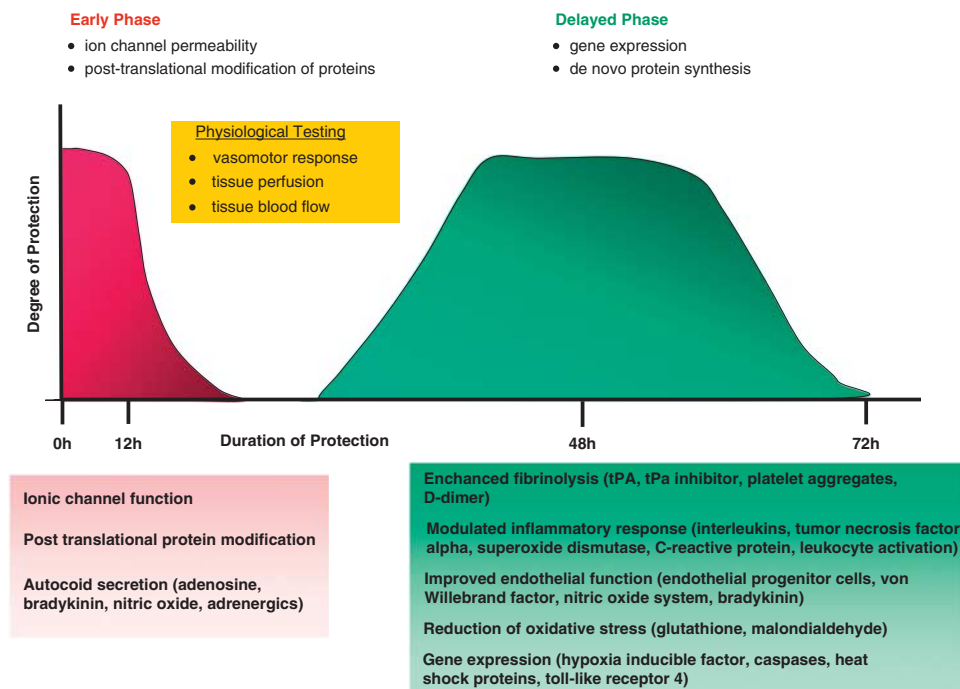 Early Phase
• ion channel permeability
• post-translational modification of proteins
Delayed Phase
• gene expression
• de novo protein synthesis
Physiological Testing
• vasomotor response
• tissue perfusion
• tissue blood flow
Degree of Protection
0h
12h
Duration of Protection
48h
72h
Ionic channel function
Post translational protein modification
Autocoid secretion (adenosine,
bradykinin, nitric oxide, adrenergics)
Enchanced fibrinolysis (tPA, tPa inhibitor, platelet aggregates,
D-dimer)
Modulated inflammatory response (interleukins, tumor necrosis factor
alpha, superoxide dismutase, C-reactive protein, leukocyte activation)
Improved endothelial function (endothelial progenitor cells, von
Willebrand factor, nitric oxide system, bradykinin)
Reduction of oxidative stress (glutathione, malondialdehyde)
Gene expression (hypoxia inducible factor, caspases, heat
shock proteins, toll-like receptor 4)